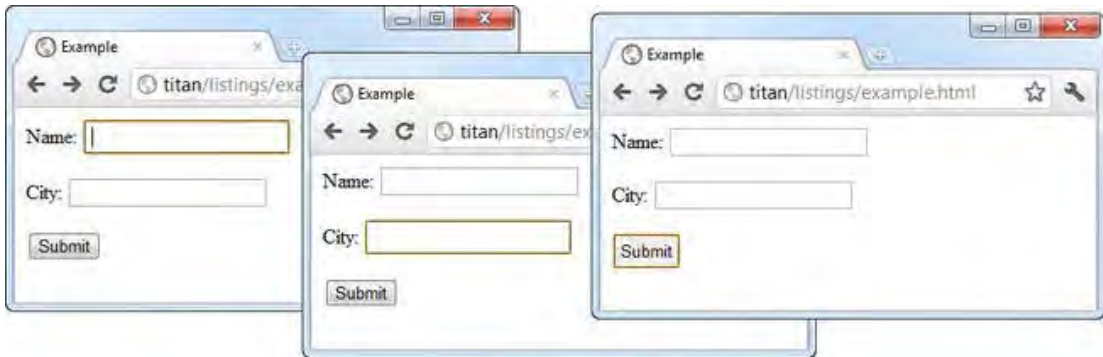 Example
titan/listings/exa
Name:
City:
Submit
Example
titan/listings/ex
Name:
City:
Submit
Example
titan/listings/example.html
Name:
City:
Submit